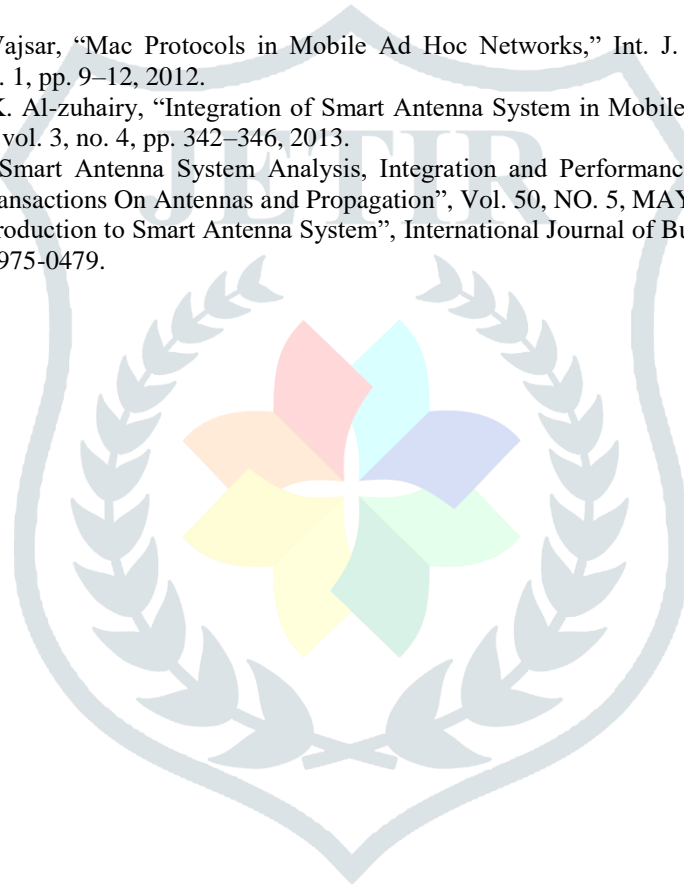 Vajsar, “Mac Protocols in Mobile Ad Hoc Networks,” Int. J.
. 1, pp. 9–12, 2012.
K. Al-zuhairy, “Integration of Smart Antenna System in Mobile
vol. 3, no. 4, pp. 342–346, 2013.
Smart Antenna System Analysis, Integration and Performanc
ansactions On Antennas and Propagation”, Vol. 50, NO. 5, MAY
roduction to Smart Antenna System”, International Journal of Bu
975-0479.
JETIR